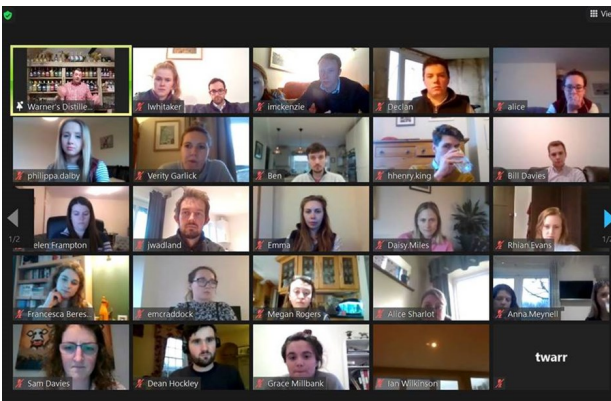 Vie
Warner's Distille...
lwhitaker
imckenzie
Declan
alice
philippa.dalby
Verity Garlick
Ben
hhenry.king
Bill Davies
1/2
elen Frampton
jwadland
Emma
Daisy Miles
Rhian Evans
1/2
Francesca Beres...
emcraddock
Megan Rogers
Alice Sharlot
Anna.Meynell
Sam Davies
Dean Hockley
Grace Millbank
Ian Wilkinson
twarr